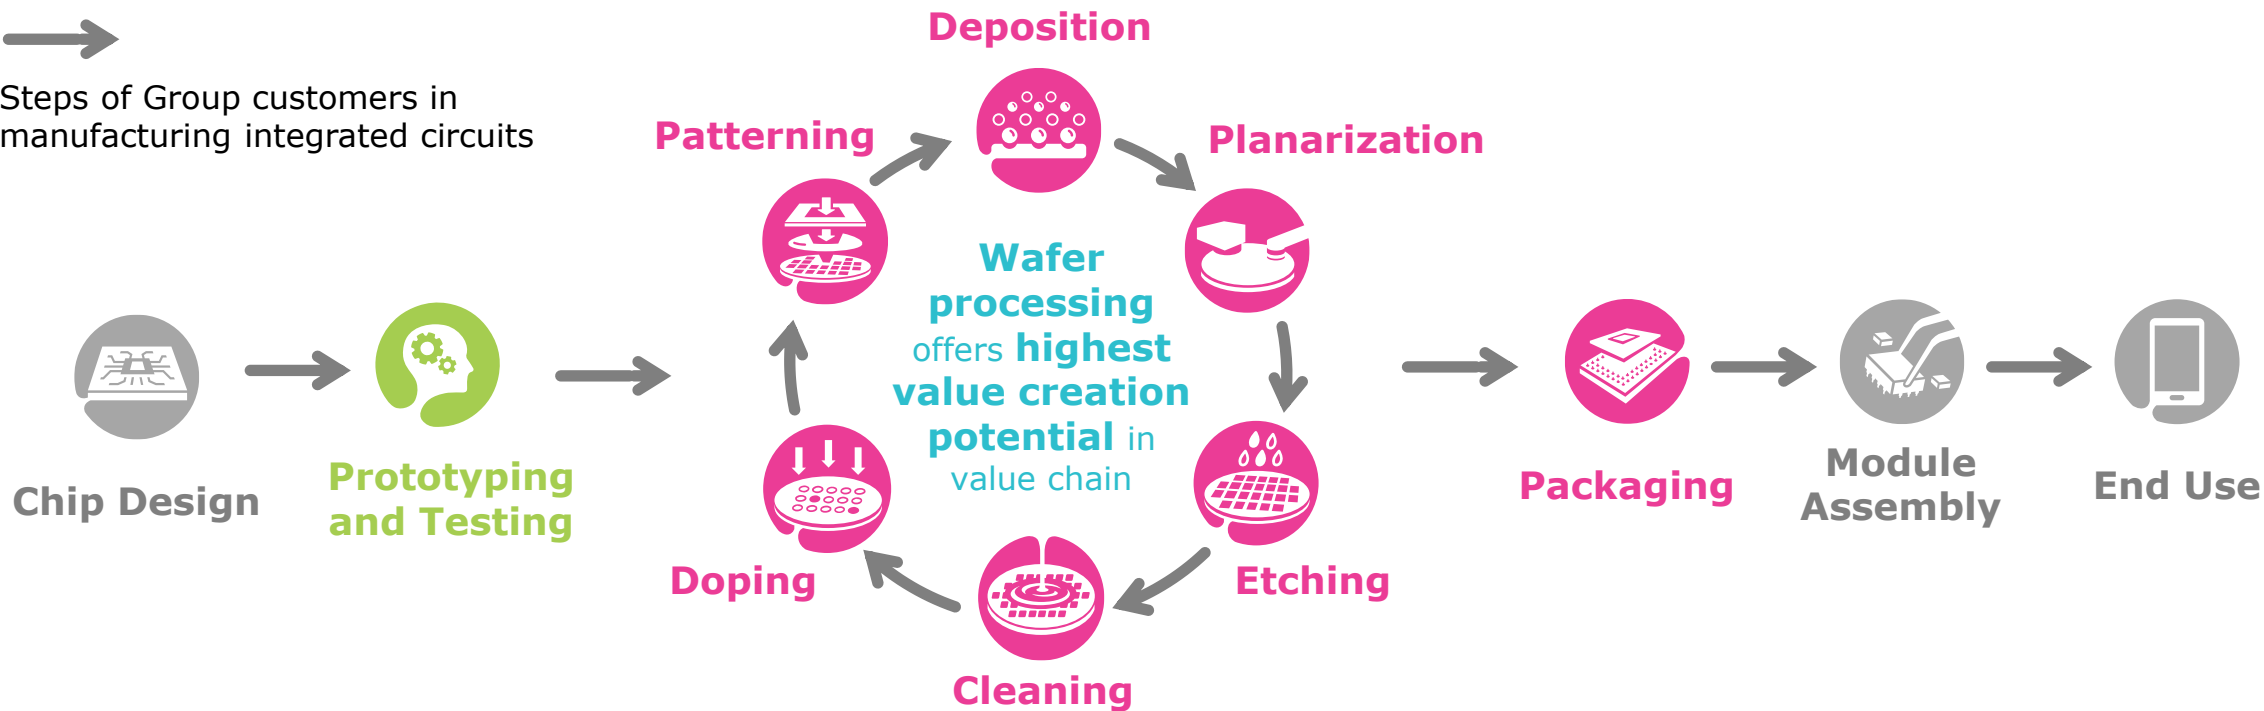 Steps of Group customers in
manufacturing integrated circuits
Deposition
Patterning
Planarization
Wafer
processing
offers highest
value creation
potential in
value chain
Chip Design
Prototyping
and Testing
Doping
Etching
Cleaning
Packaging
Module
Assembly
End Use